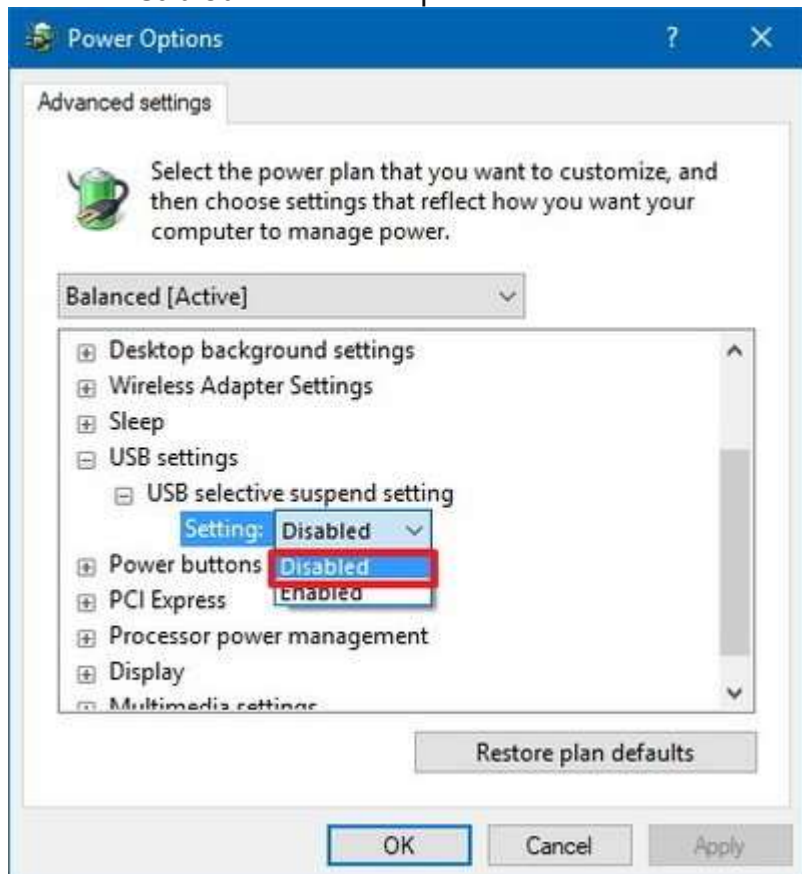 Power Options
Advanced settings
Select the power plan that you want to customize, and
then choose settings that reflect how you want your
computer to manage power.
Balanced [Active]
Desktop background settings
Wireless Adapter Settings
Sleep
USB settings
USB selective suspend setting
Setting: Disabled
Power buttons
Disabled
PCI Express
Enabled
Processor power management
Display
Multimedia settings
Restore plan defaults
OK Cancel Apply